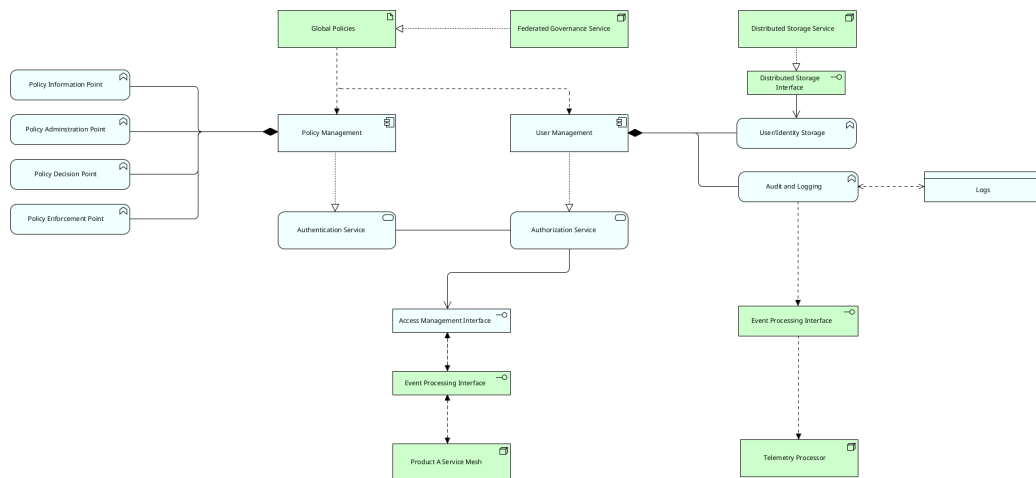 Global Policies
Federated Governance Service
Distributed Storage Service
Policy Information Point
Distributed Storage
Interface
Policy Adminstration Point
Policy Management
User Management
User/Identity Storage
Policy Decision Point
Audit and Logging
Logs
Policy Enforcement Point
Authentication Service
Authorization Service
Access Management Interface
Event Processing Interface
Event Processing Interface
Product A Service Mesh
Telemetry Processor